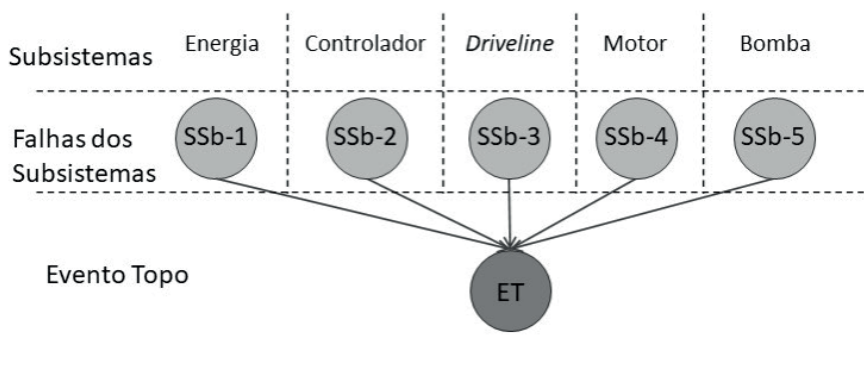 Subsistemas Energia Controlador Driveline Motor Bomba
Falhas dos
Subsistemas
SSb-1 SSb-2 SSb-3 SSb-4 SSb-5
Evento Topo
ET